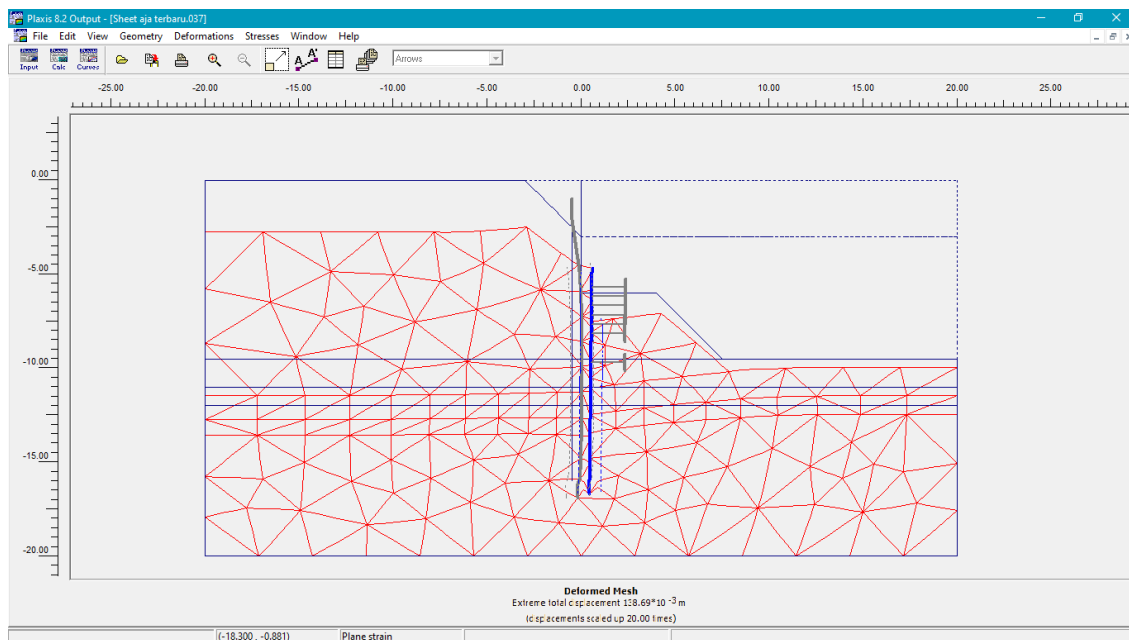 Plaxis 8.2 Output - [Sheet aja terbaru.037]
File Edit View Geometry Deformations Stresses Window Help
Input Calc Curves A A' Arrows
-25.00 -20.00 -15.00 -10.00 -5.00 0.00 5.00 10.00 15.00 20.00 25.00
0.00
-5.00
-10.00
-15.00
-20.00
Deformed Mesh
Extreme total displacement 138.69*10 -3 m
(displacements scaled up 20.00 times)
(-18.300 , -0.881) Plane strain